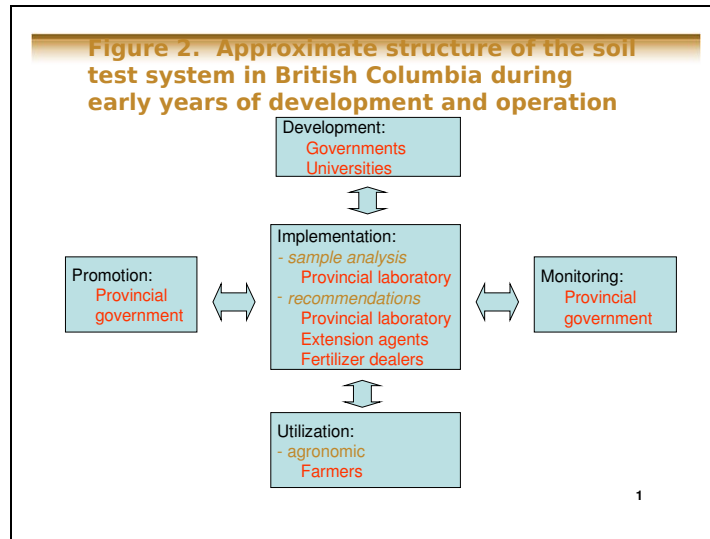 Figure 2.  Approximate structure of the soil
test system in British Columbia during
early years of development and operation
Development:
Governments
Universities
Implementation:
- sample analysis
Provincial laboratory
- recommendations
Provincial laboratory
Extension agents
Fertilizer dealers
Promotion:
Provincial
government
Monitoring:
Provincial
government
Utilization:
- agronomic
Farmers
1